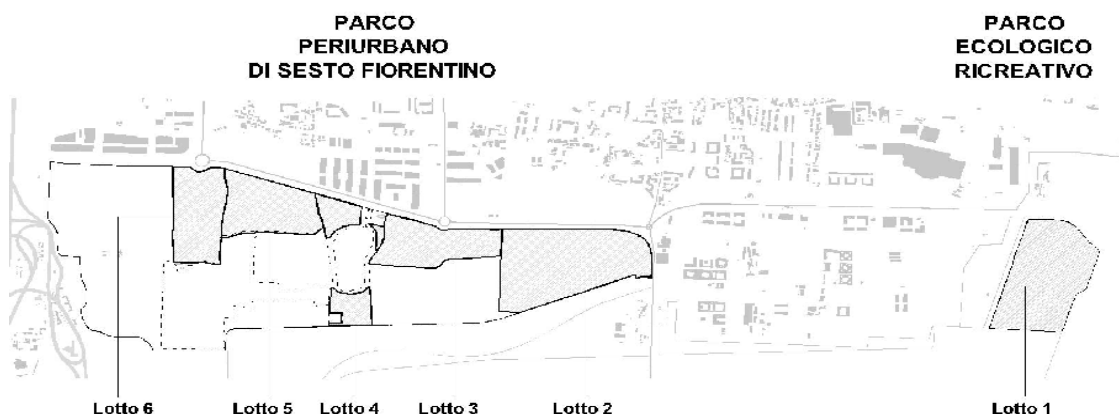 PARCO
PERIURBANO
DI SESTO FIORENTINO
PARCO
ECOLOGICO
RICREATIVO
Lotto 6
Lotto 5
Lotto 4
Lotto 3
Lotto 2
Lotto 1